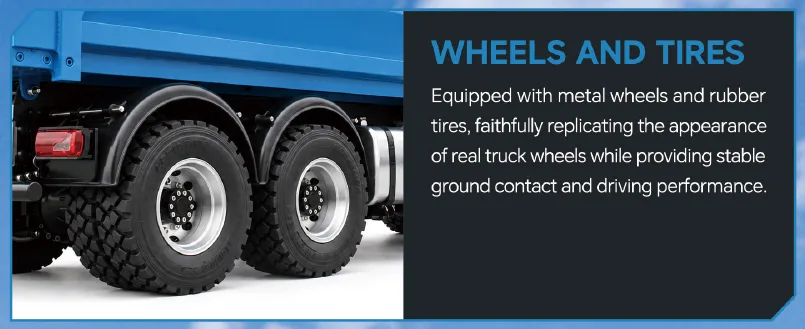 WHEELS AND TIRES
Equipped with metal wheels and rubber
tires, faithfully replicating the appearance
of real truck wheels while providing stable
ground contact and driving performance.